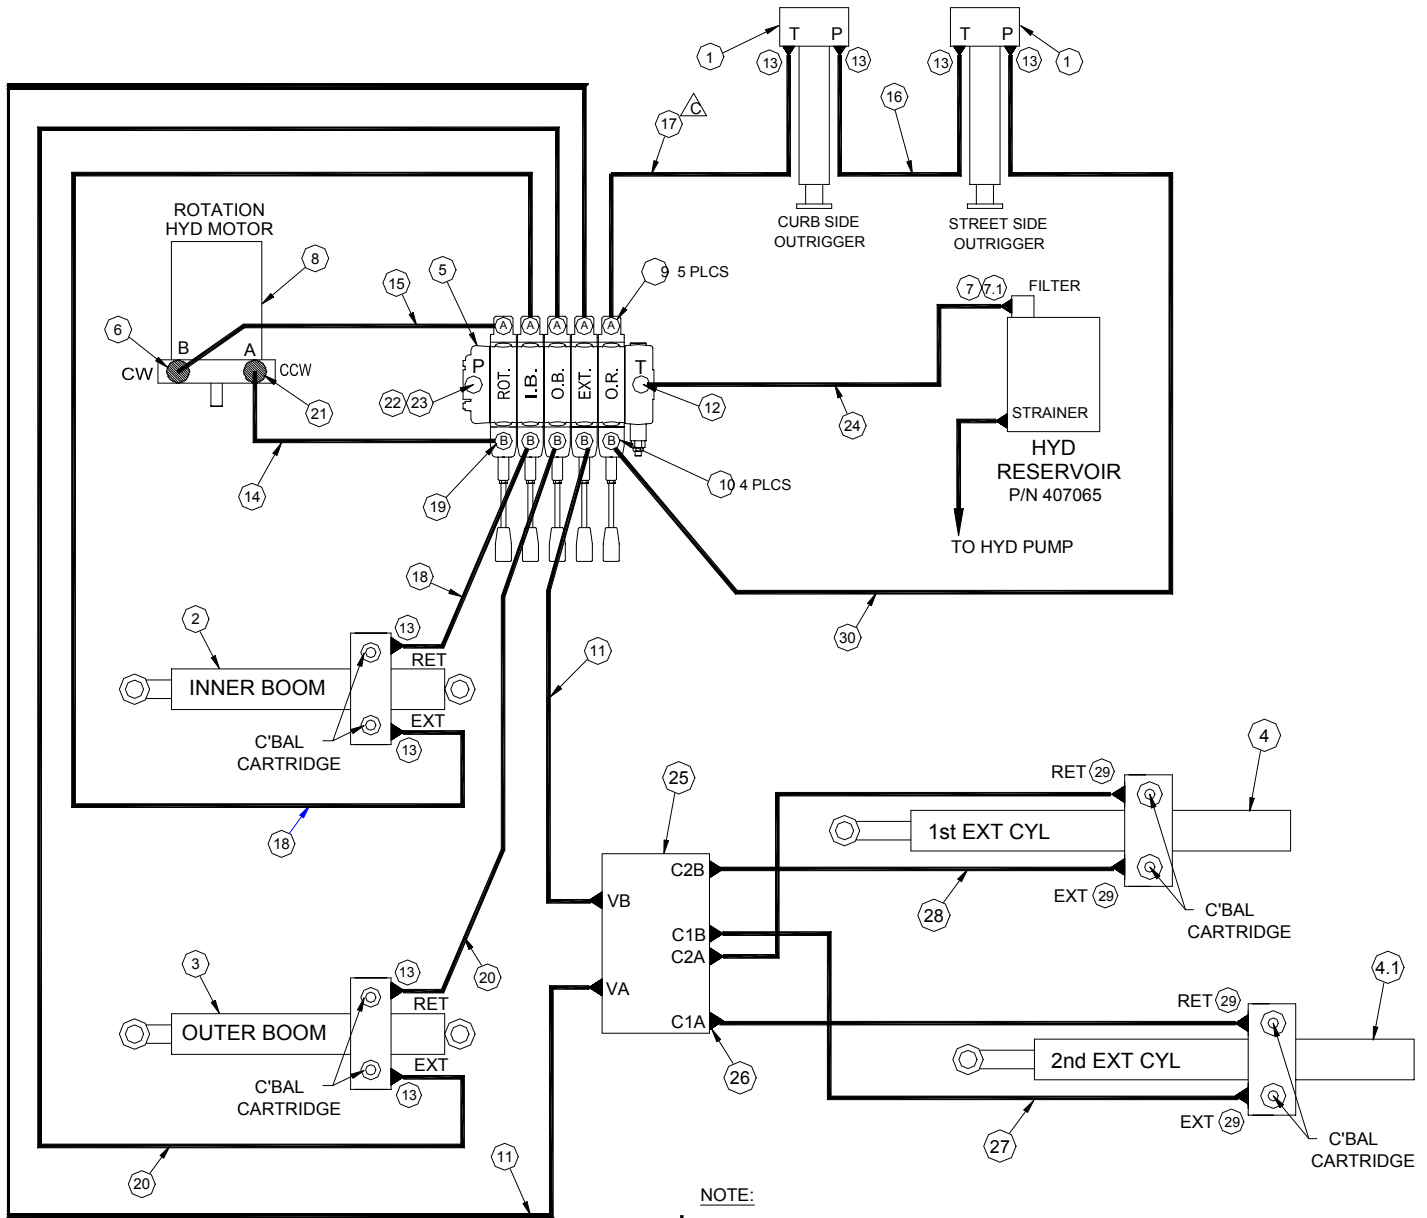 T P
T P
1
13
13
13
13
1
16
17
C
CURB SIDE
OUTRIGGER
STREET SIDE
OUTRIGGER
ROTATION
HYD MOTOR
8
15
5
9 5 PLCS
7
7.1
FILTER
6
B
A
CW
CCW
21
A
A
A
A
A
P
ROT.
I.B.
O.B.
EXT.
O.R.
T
22
23
12
24
STRAINER
HYD
RESERVOIR
P/N 407065
TO HYD PUMP
B
B
B
B
B
10 4 PLCS
14
19
18
30
2
13
RET
INNER BOOM
EXT
13
C'BAL
CARTRIDGE
18
11
25
4
RET 29
1st EXT CYL
EXT 29
C'BAL
CARTRIDGE
28
C2B
VB
C1B
C2A
VA
C1A
26
3
13
RET
OUTER BOOM
EXT
13
C'BAL
CARTRIDGE
20
20
11
4.1
RET 29
2nd EXT CYL
EXT 29
27
C'BAL
CARTRIDGE
NOTE: